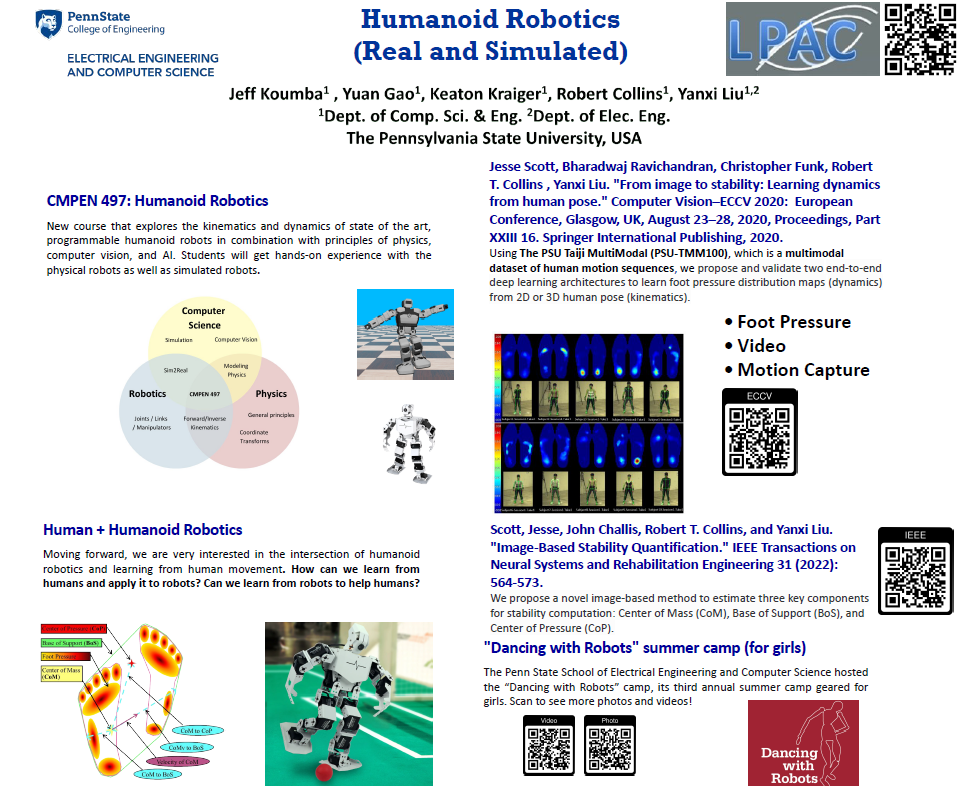 PennState
College of Engineering
ELECTRICAL ENGINEERING
AND COMPUTER SCIENCE
Humanoid Robotics
(Real and Simulated)
LPAC
Jeff Koumba¹ , Yuan Gao¹, Keaton Kraiger¹, Robert Collins¹, Yanxi Liu¹,²
¹Dept. of Comp. Sci. & Eng. ²Dept. of Elec. Eng.
The Pennsylvania State University, USA
CMPEN 497: Humanoid Robotics
New course that explores the kinematics and dynamics of state of the art,
programmable humanoid robots in combination with principles of physics,
computer vision, and AI. Students will get hands-on experience with the
physical robots as well as simulated robots.
Computer
Science
Simulation
Computer Vision
Sim2Real
Modeling
Physics
Robotics
CMPEN 497
Physics
Joints / Links
/ Manipulators
Forward/Inverse
Kinematics
General principles
Coordinate
Transforms
Human + Humanoid Robotics
Moving forward, we are very interested in the intersection of humanoid
robotics and learning from human movement. How can we learn from
humans and apply it to robots? Can we learn from robots to help humans?
Center of Pressure (CoP)
Base of Support (BoS)
Foot Pressure
Center of Mass
(CoM)
CoM to CoP
CoMv to BoS
Velocity of CoM
CoM to BoS
Jesse Scott, Bharadwaj Ravichandran, Christopher Funk, Robert
T. Collins , Yanxi Liu. "From image to stability: Learning dynamics
from human pose." Computer Vision–ECCV 2020: European
Conference, Glasgow, UK, August 23–28, 2020, Proceedings, Part
XXIII 16. Springer International Publishing, 2020.
Using The PSU Taiji MultiModal (PSU-TMM100), which is a multimodal
dataset of human motion sequences, we propose and validate two end-to-end
deep learning architectures to learn foot pressure distribution maps (dynamics)
from 2D or 3D human pose (kinematics).
• Foot Pressure
• Video
• Motion Capture
ECCV
Scott, Jesse, John Challis, Robert T. Collins, and Yanxi Liu.
"Image-Based Stability Quantification." IEEE Transactions on
Neural Systems and Rehabilitation Engineering 31 (2022):
564-573.
We propose a novel image-based method to estimate three key components
for stability computation: Center of Mass (CoM), Base of Support (BoS), and
Center of Pressure (CoP).
IEEE
"Dancing with Robots" summer camp (for girls)
The Penn State School of Electrical Engineering and Computer Science hosted
the “Dancing with Robots” camp, its third annual summer camp geared for
girls. Scan to see more photos and videos!
Video
Photo
Dancing
with
Robots